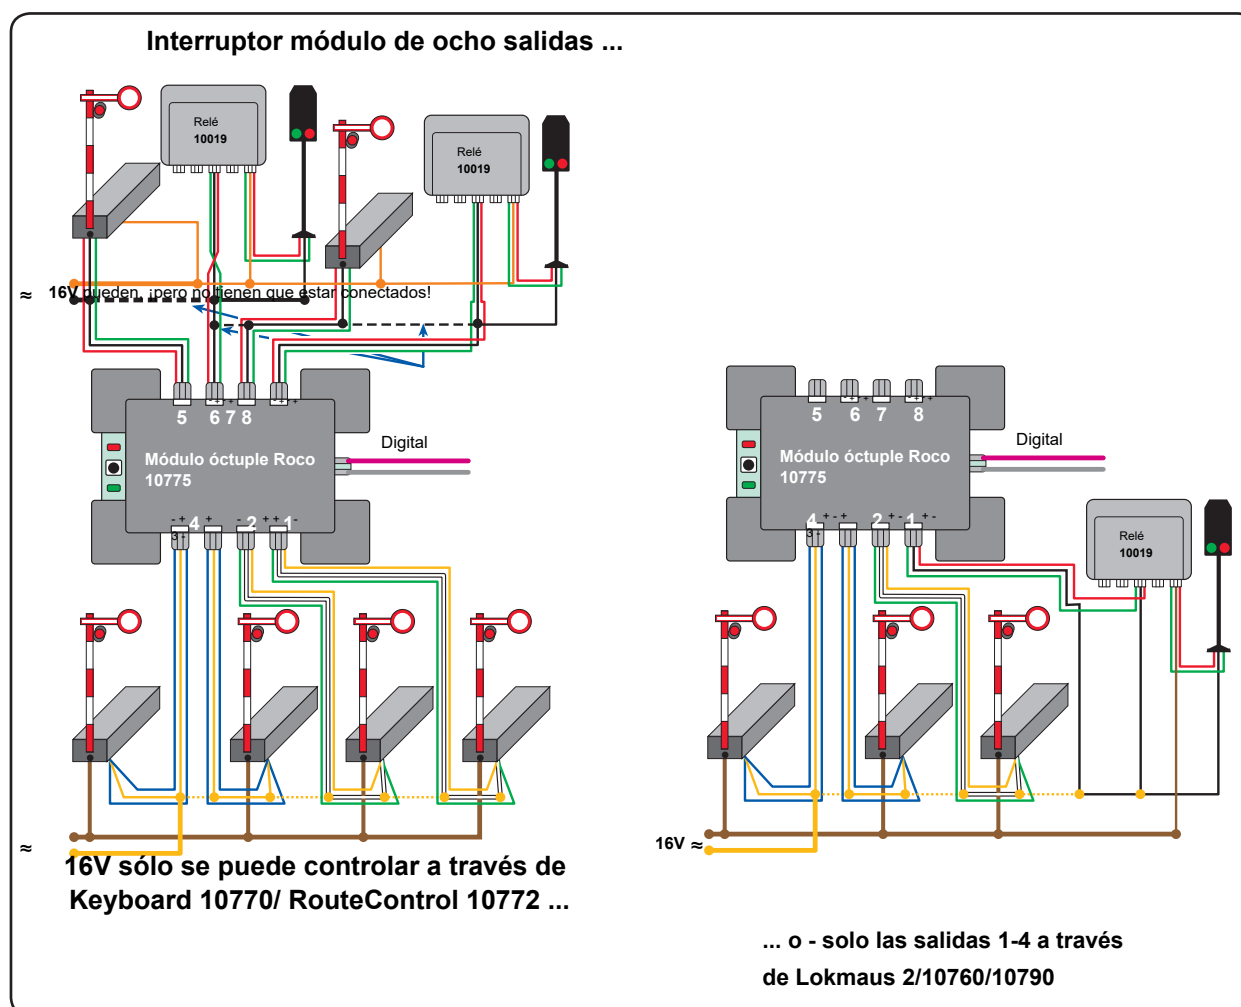 Interruptor módulo de ocho salidas ...
Relé
10019
Relé
10019
≈ 16V pueden, ¡pero no tienen que estar conectados!
5 6 7 8
Digital
Módulo óctuple Roco
10775
- + 4 + - 2 + + 1 -
3 -
≈
16V sólo se puede controlar a través de
Keyboard 10770/ RouteControl 10772 ...
5 6 7 8
Digital
Módulo óctuple Roco
10775
4 + - + 2 + - 1 + -
3 -
Relé
10019
16V ≈
... o - solo las salidas 1-4 a través
de Lokmaus 2/10760/10790